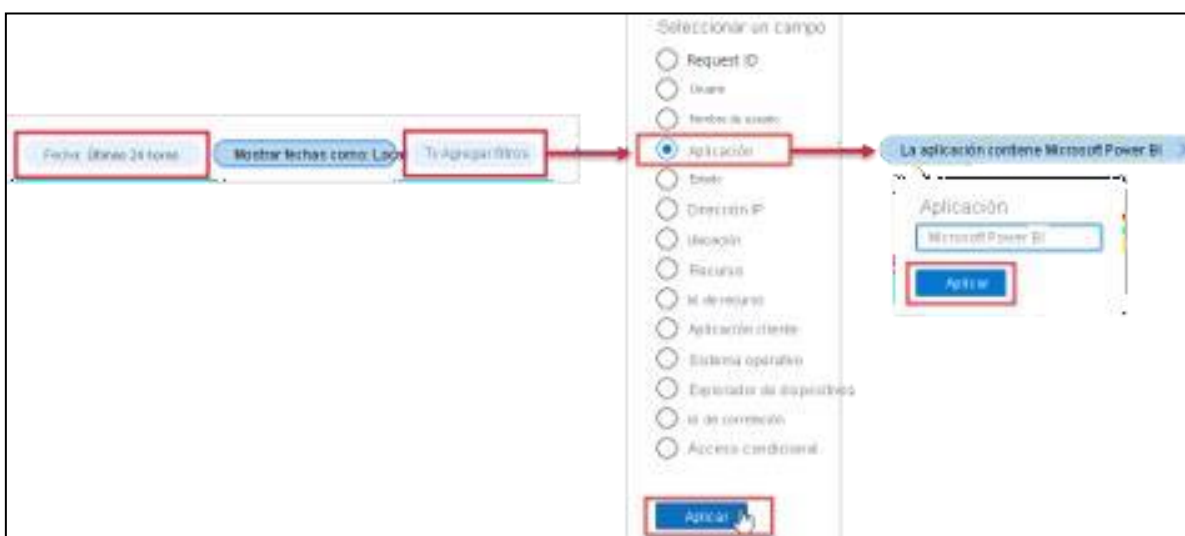 Fecha: Últimas 24 horas
Mostrar fechas como: Loca
Agregar filtros
Seleccionar un campo
Request ID
Usuario
Nombre de usuario
Aplicación
Estado
Dirección IP
Ubicación
Recurso
Id. de recurso
Aplicación cliente
Sistema operativo
Explorador de dispositivos
Id. de correlación
Acceso condicional
Aplicar
La aplicación contiene Microsoft Power BI
Aplicación
Microsoft Power BI
Aplicar